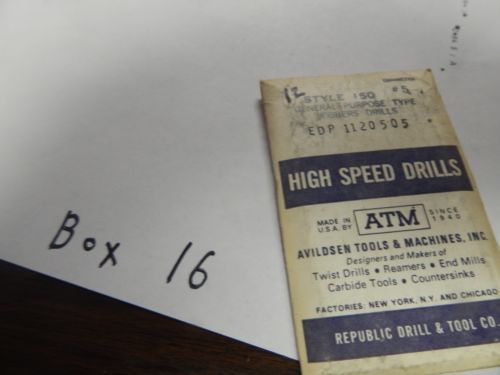 12
STYLE 150 #5
GENERAL PURPOSE TYPE
JOBBERS DRILLS
EDP 1120505
HIGH SPEED DRILLS
MADE IN U.S.A. BY
ATM
SINCE 1940
AVILDSEN TOOLS & MACHINES, INC.
Designers and Makers of
Twist Drills • Reamers • End Mills
Carbide Tools • Countersinks
FACTORIES: NEW YORK, N.Y. AND CHICAGO
REPUBLIC DRILL & TOOL CO.
Box 16